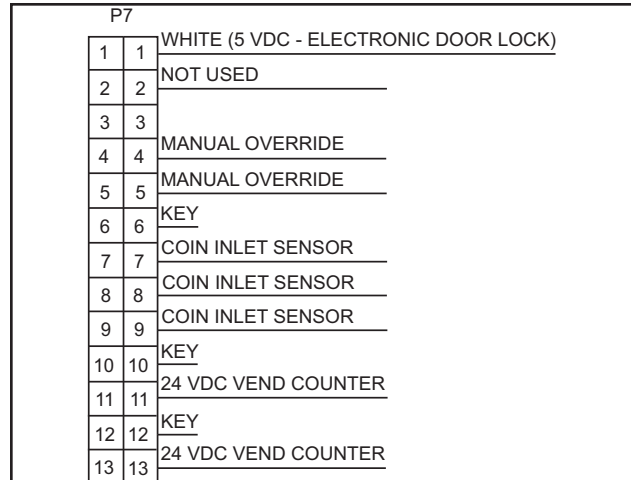 P7
1 1 WHITE (5 VDC - ELECTRONIC DOOR LOCK)
2 2 NOT USED
3 3
4 4 MANUAL OVERRIDE
5 5 MANUAL OVERRIDE
6 6 KEY
7 7 COIN INLET SENSOR
8 8 COIN INLET SENSOR
9 9 COIN INLET SENSOR
10 10 KEY
11 11 24 VDC VEND COUNTER
12 12 KEY
13 13 24 VDC VEND COUNTER